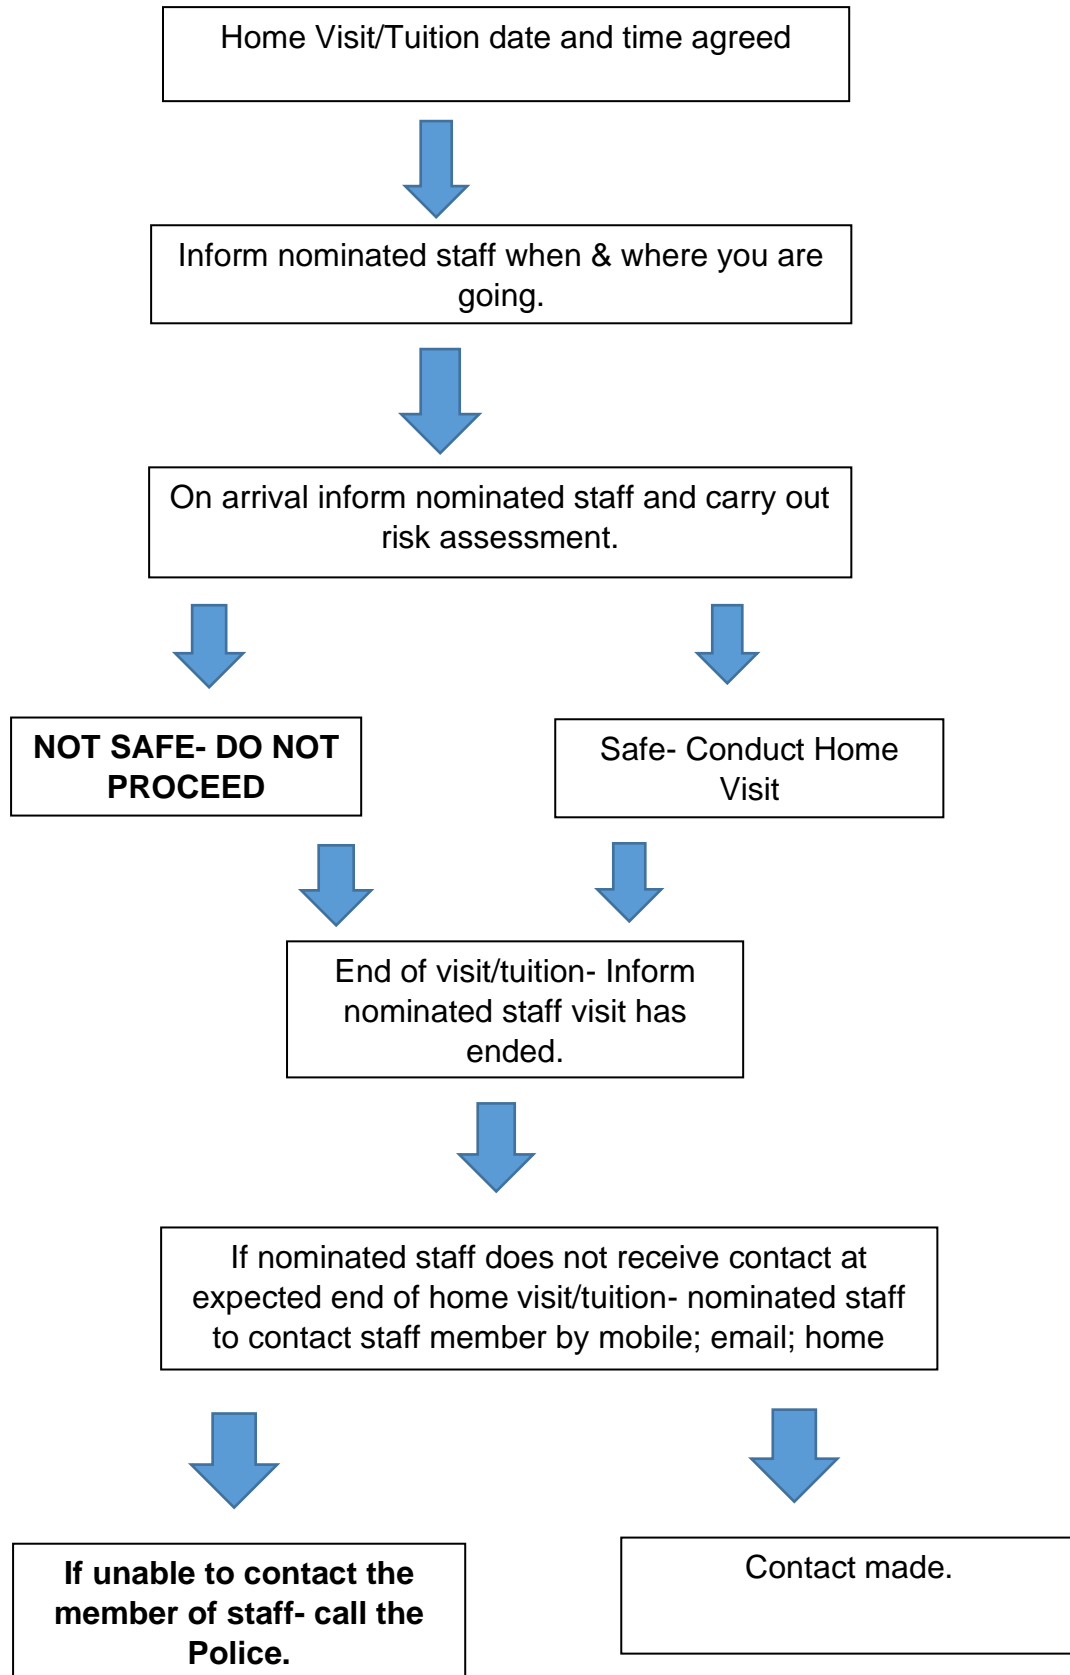 Home Visit/Tuition date and time agreed
Inform nominated staff when & where you are
going.
On arrival inform nominated staff and carry out
risk assessment.
NOT SAFE- DO NOT
PROCEED
Safe- Conduct Home
Visit
End of visit/tuition- Inform
nominated staff visit has
ended.
If nominated staff does not receive contact at
expected end of home visit/tuition- nominated staff
to contact staff member by mobile; email; home
If unable to contact the
member of staff- call the
Police.
Contact made.